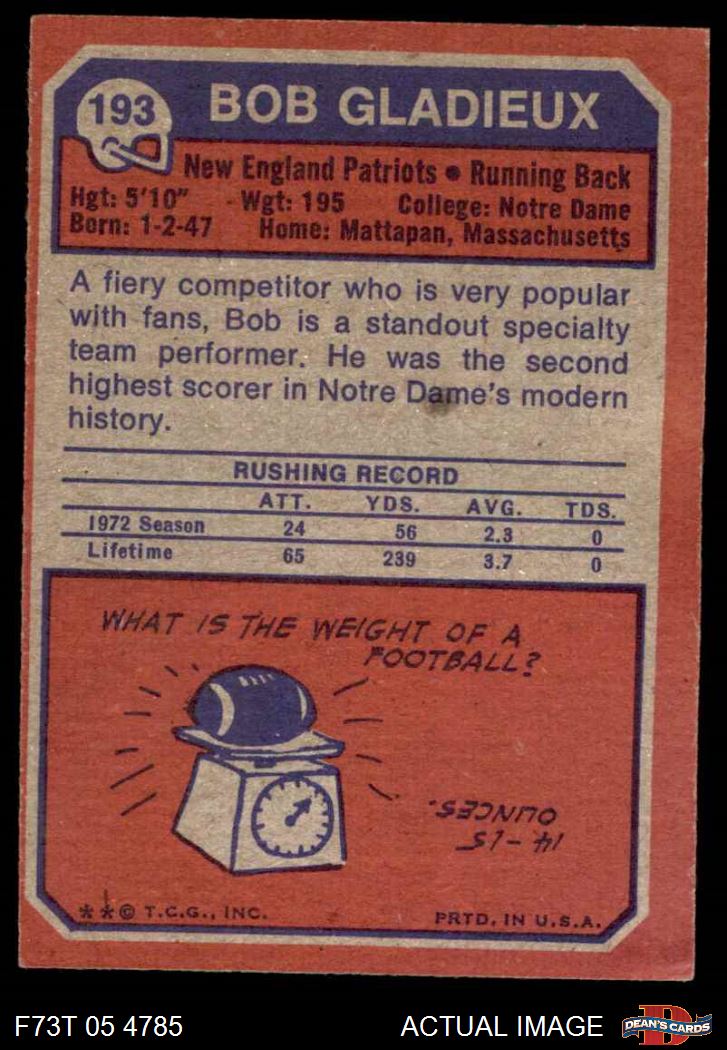 193
BOB GLADIEUX
New England Patriots • Running Back
Hgt: 5'10" Wgt: 195 College: Notre Dame
Born: 1-2-47 Home: Mattapan, Massachusetts
A fiery competitor who is very popular
with fans, Bob is a standout specialty
team performer. He was the second
highest scorer in Notre Dame's modern
history.
RUSHING RECORD
ATT. YDS. AVG. TDS.
1972 Season 24 56 2.3 0
Lifetime 65 239 3.7 0
WHAT IS THE WEIGHT OF A
FOOTBALL?
14-15
OUNCES.
**© T.C.G., INC. PRTD. IN U.S.A.
F73T 05 4785 ACTUAL IMAGE
D
DEAN'S CARDS